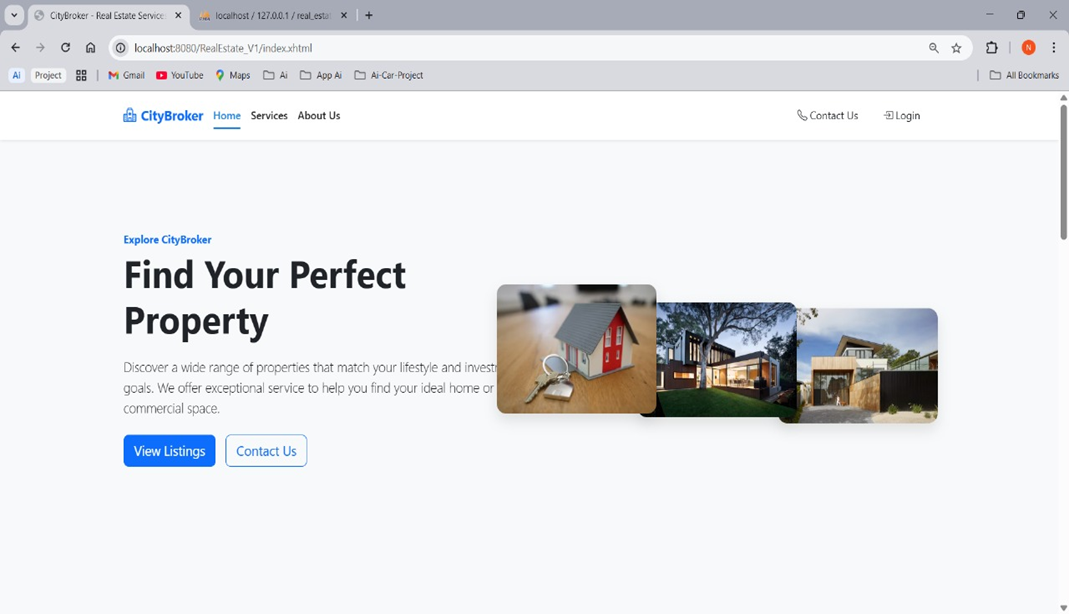 CityBroker - Real Estate Service
localhost / 127.0.0.1 / real_esta
localhost:8080/RealEstate_V1/index.xhtml
N
AI
Project
Gmail
YouTube
Maps
Ai
App Ai
Ai-Car-Project
All Bookmarks
CityBroker
Home
Services
About Us
Contact Us
Login
Explore CityBroker
Find Your Perfect
Property
Discover a wide range of properties that match your lifestyle and invest
goals. We offer exceptional service to help you find your ideal home or
commercial space.
View Listings
Contact Us